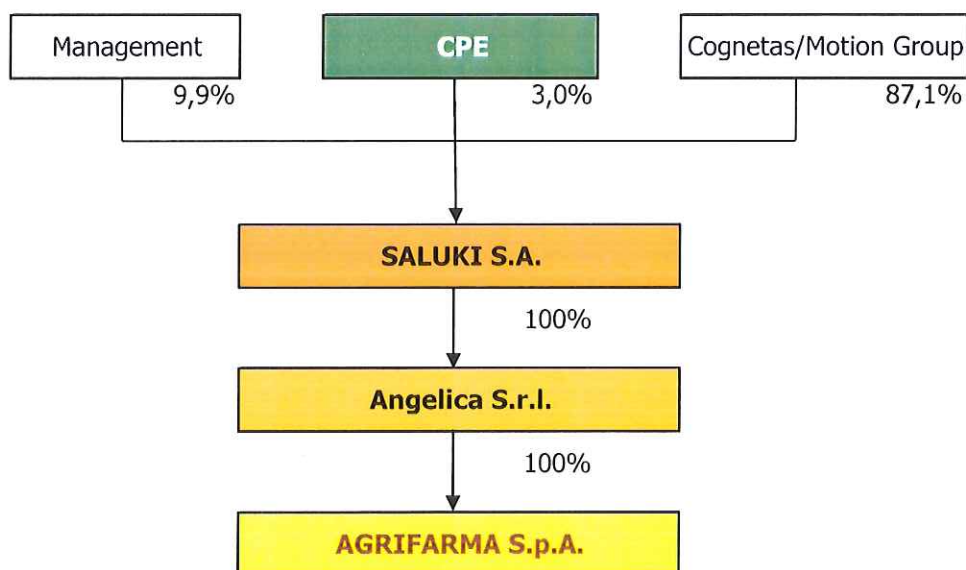 Management
CPE
Cognetas/Motion Group
9,9%
3,0%
87,1%
SALUKI S.A.
100%
Angelica S.r.l.
100%
AGRIFARMA S.p.A.